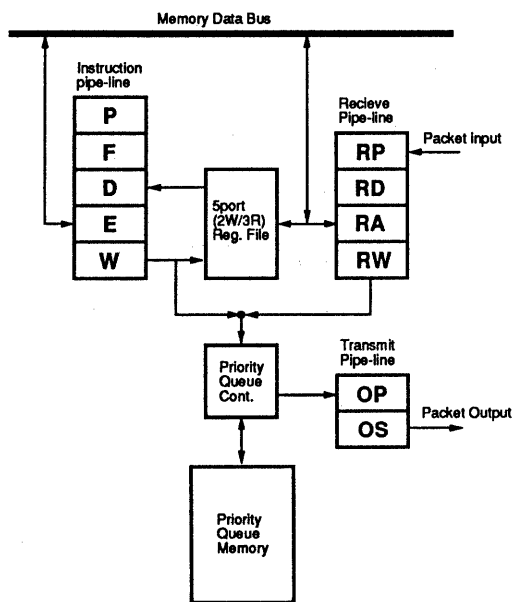 Memory Data Bus
Instruction
pipe-line
P
F
D
E
W
5port
(2W/3R)
Reg. File
Recieve
Pipe-line
RP
RD
RA
RW
Packet Input
Priority
Queue
Cont.
Transmit
Pipe-line
OP
OS
Packet Output
Priority
Queue
Memory